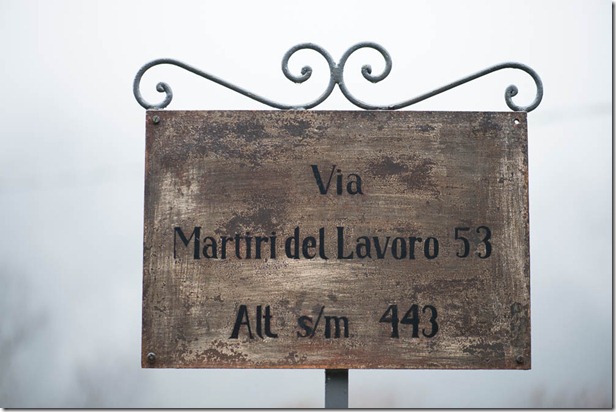 Via
Martiri del Lavoro 53
Alt s/m 443